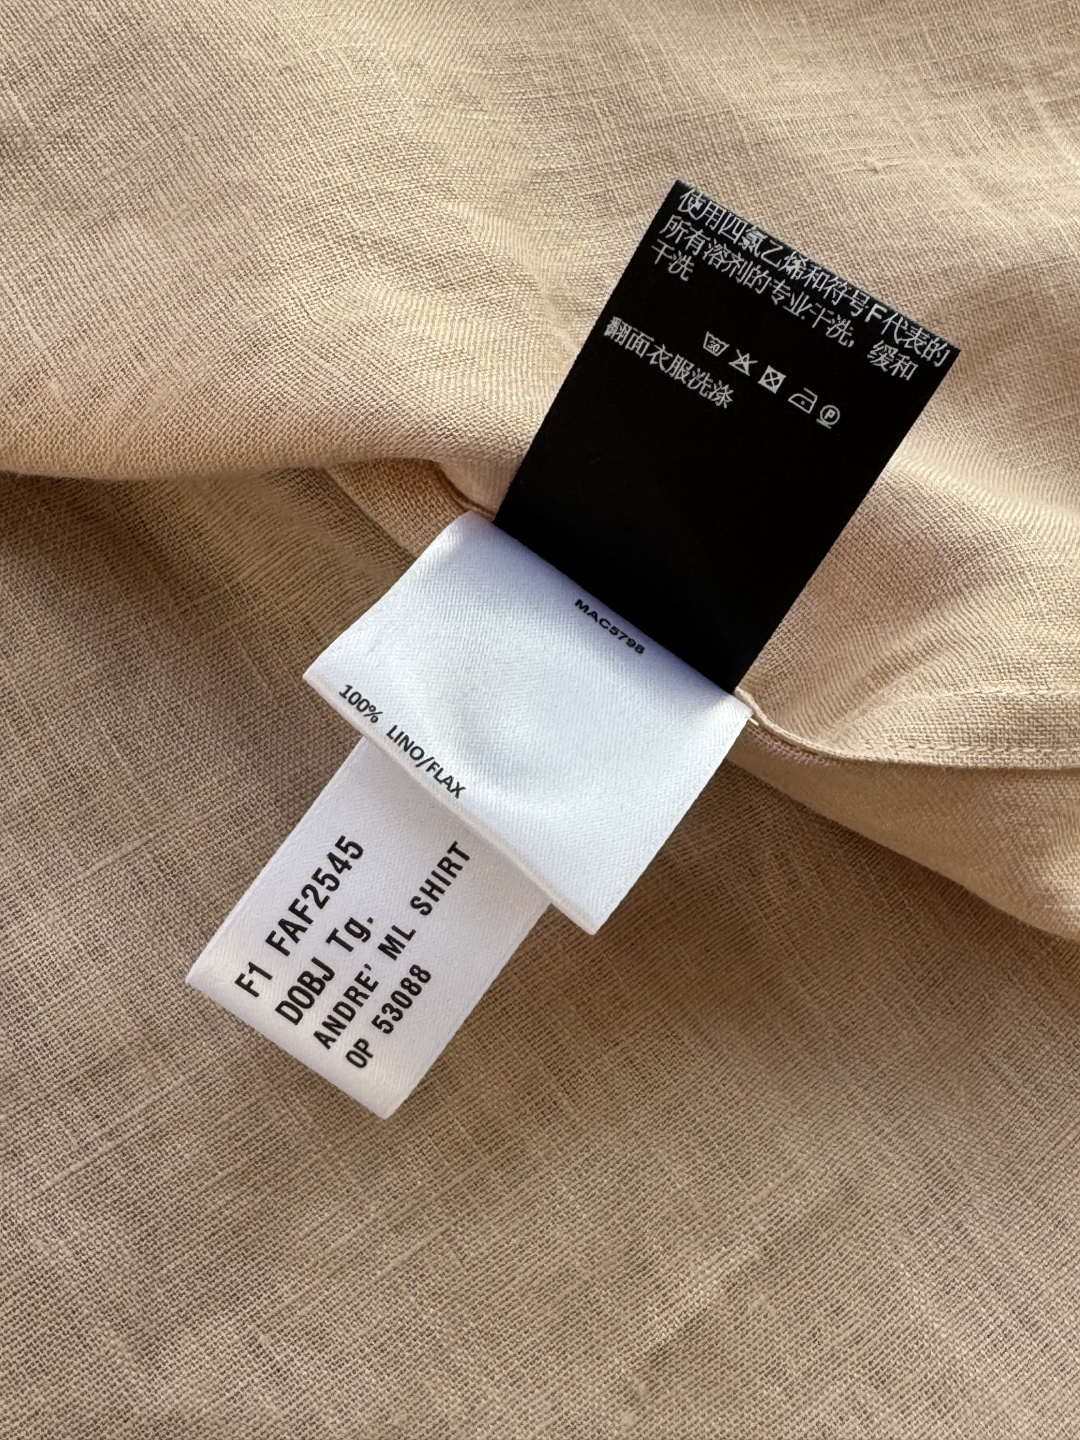 使用四氯乙烯和符号F代表的
所有溶剂的专业干洗，缓和
干洗
30
P
翻面衣服洗涤
MAC5798
100% LINO/FLAX
F1 FAF2545
DOBJ Tg.
ANDRE' ML SHIRT
OP 53088